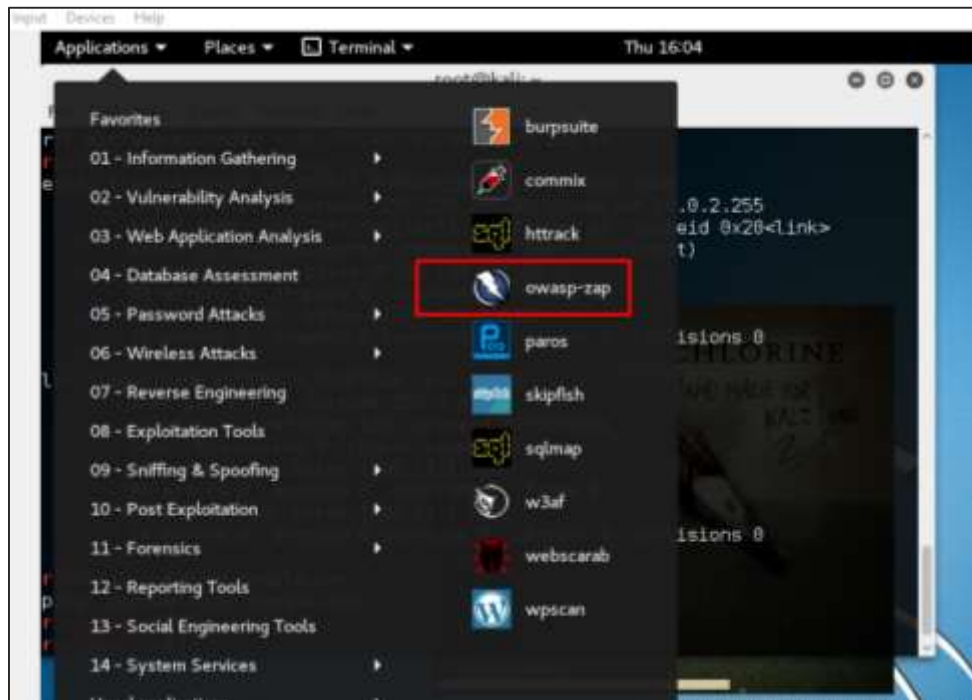 Input Devices Help
Applications Places Terminal Thu 16:04
root@kali: ~
Favorites
01 - Information Gathering
02 - Vulnerability Analysis
03 - Web Application Analysis
04 - Database Assessment
05 - Password Attacks
06 - Wireless Attacks
07 - Reverse Engineering
08 - Exploitation Tools
09 - Sniffing & Spoofing
10 - Post Exploitation
11 - Forensics
12 - Reporting Tools
13 - Social Engineering Tools
14 - System Services
burpsuite
commix
httrack
owasp-zap
paros
skipfish
sqlmap
w3af
webscarab
wpscan
.0.2.255
eid 0x20<link>
t)
isions 0
isions 0